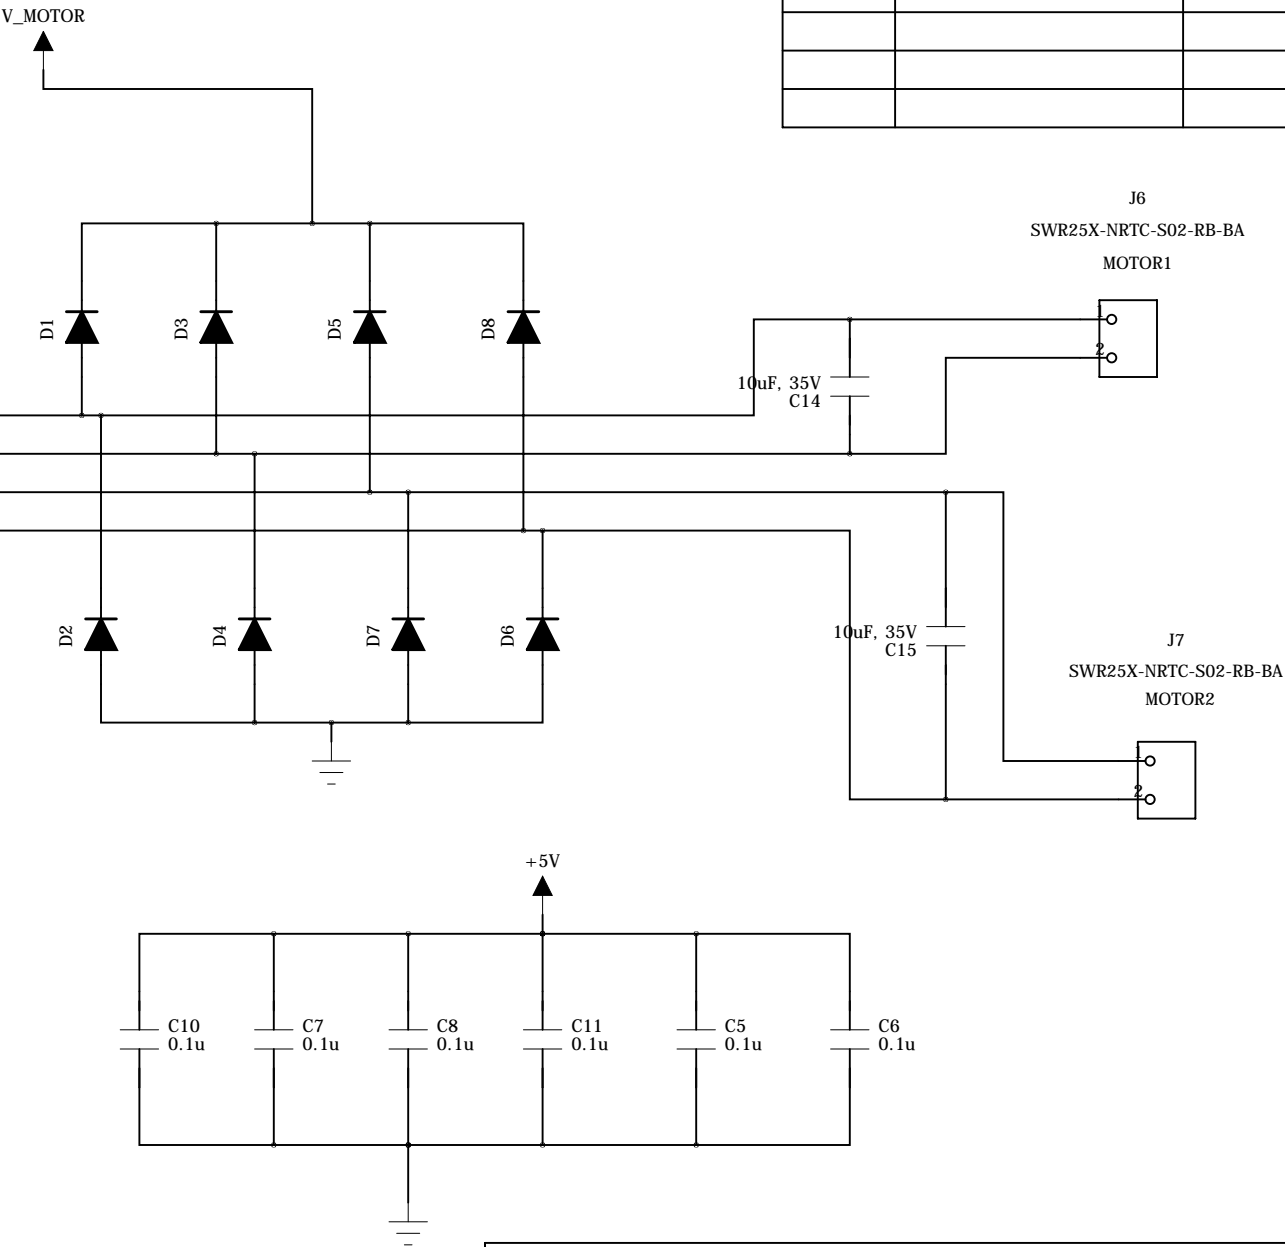 V_MOTOR
J6
SWR25X-NRTC-S02-RB-BA
MOTOR1
1
2
D1
D3
D5
D8
10uF, 35V
C14
D2
D4
D7
D6
10uF, 35V
C15
J7
SWR25X-NRTC-S02-RB-BA
MOTOR2
1
2
+5V
C10
0.1u
C7
0.1u
C8
0.1u
C11
0.1u
C5
0.1u
C6
0.1u